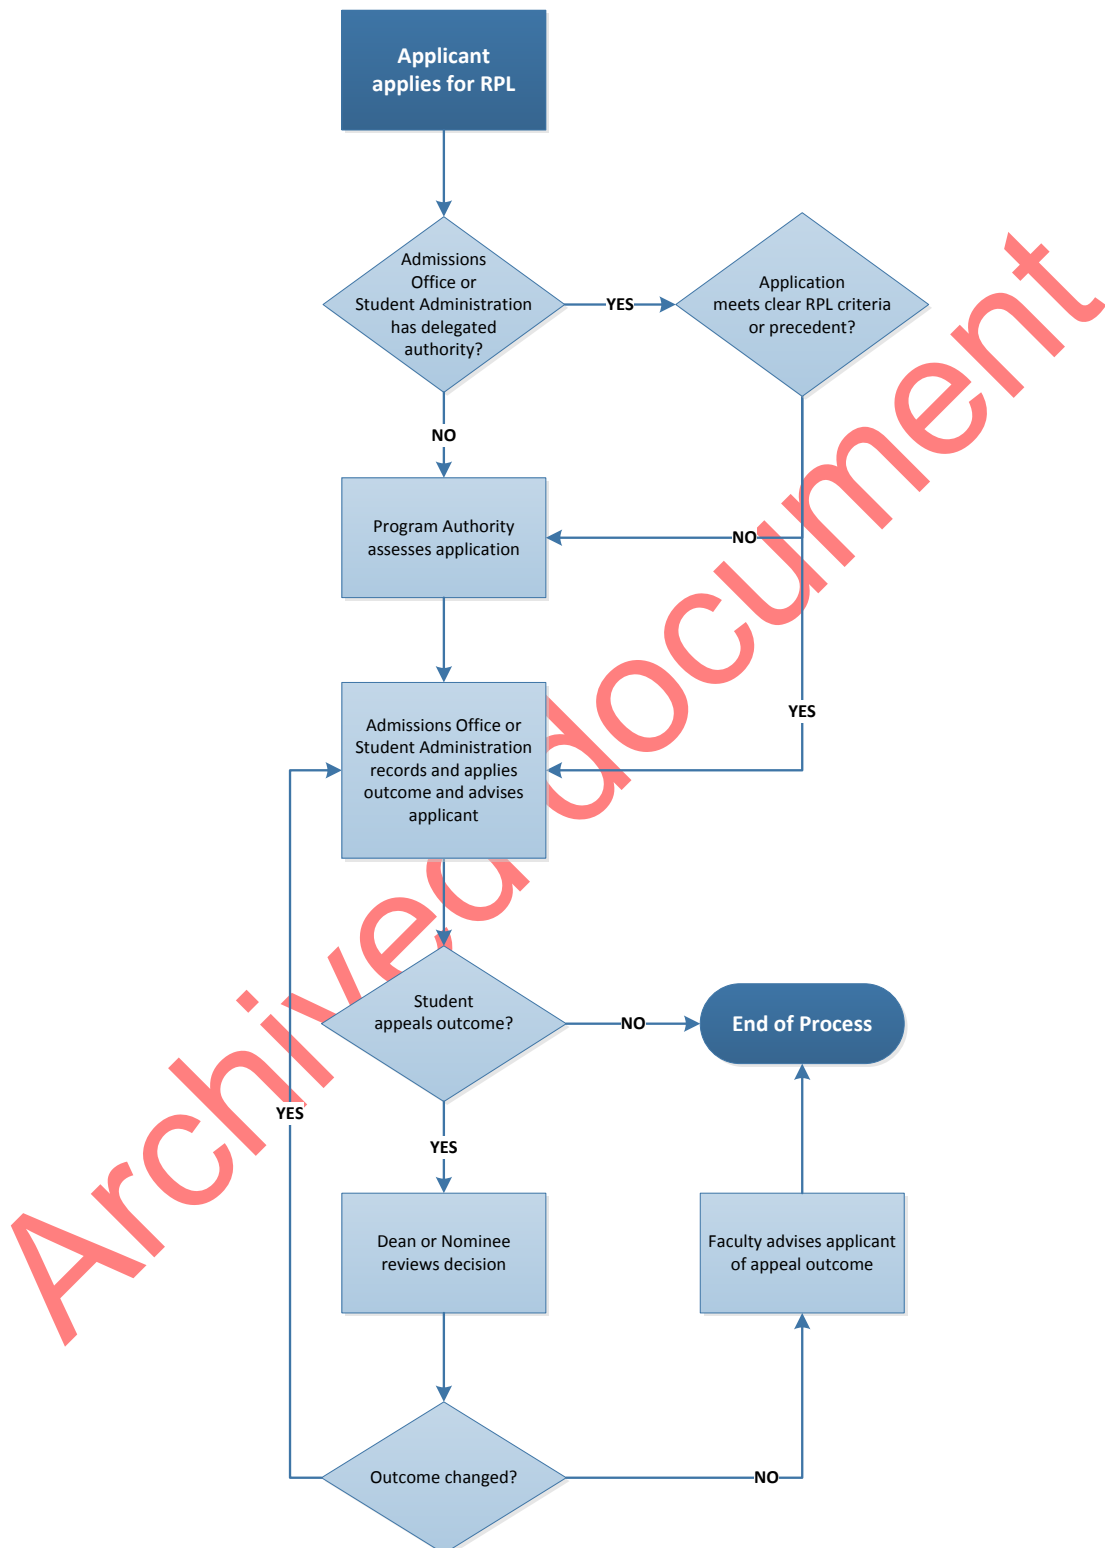 Applicant
applies for RPL
Admissions
Office or
Student Administration
has delegated
authority?
YES
Application
meets clear RPL criteria
or precedent?
NO
Program Authority
assesses application
NO
YES
Admissions Office or
Student Administration
records and applies
outcome and advises
applicant
Student
appeals outcome?
NO
End of Process
YES
YES
Dean or Nominee
reviews decision
Faculty advises applicant
of appeal outcome
Outcome changed?
NO
Archived document